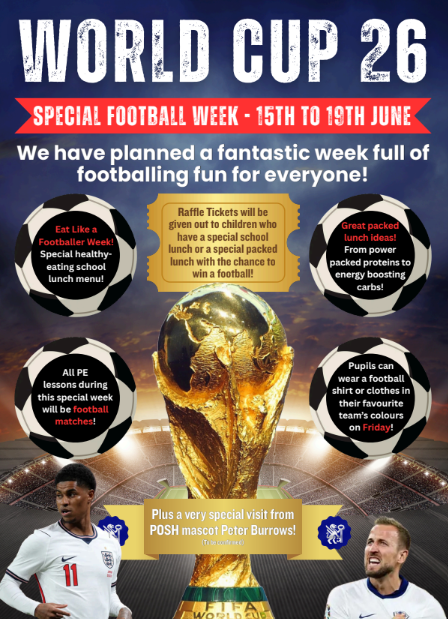 WORLD CUP 26
SPECIAL FOOTBALL WEEK - 15TH TO 19TH JUNE
We have planned a fantastic week full of
footballing fun for everyone!
Eat Like a
Footballer Week!
Special healthy-
eating school
lunch menu!
Raffle Tickets will be
given out to children who
have a special school
lunch or a special packed
lunch with the chance to
win a football!
Great packed
lunch ideas!
From power
packed proteins to
energy boosting
carbs!
All PE
lessons during
this special week
will be football
matches!
Pupils can
wear a football
shirt or clothes in
their favourite
team's colours
on Friday!
Plus a very special visit from
POSH mascot Peter Burrows!
11
FIFA
WORLD CUP